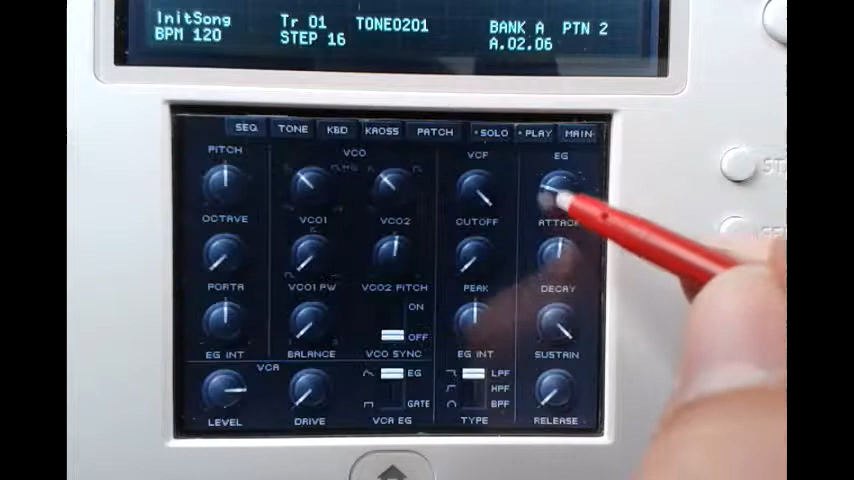 InitSong Tr 01 TONE0201 BANK A PTN 2
BPM 120 STEP 16 A.02.06
SEQ TONE KBD KROSS PATCH SOLO PLAY MAIN
PITCH VCO VCF EG
OCTAVE VCO1 VCO2 CUTOFF ATTACK
PORTA VCO1 PW VCO2 PITCH PEAK DECAY
ON
OFF
EG INT BALANCE VCO SYNC EG INT SUSTAIN
VCA
EG LPF
HPF
GATE BPF
LEVEL DRIVE VCA EG TYPE RELEASE